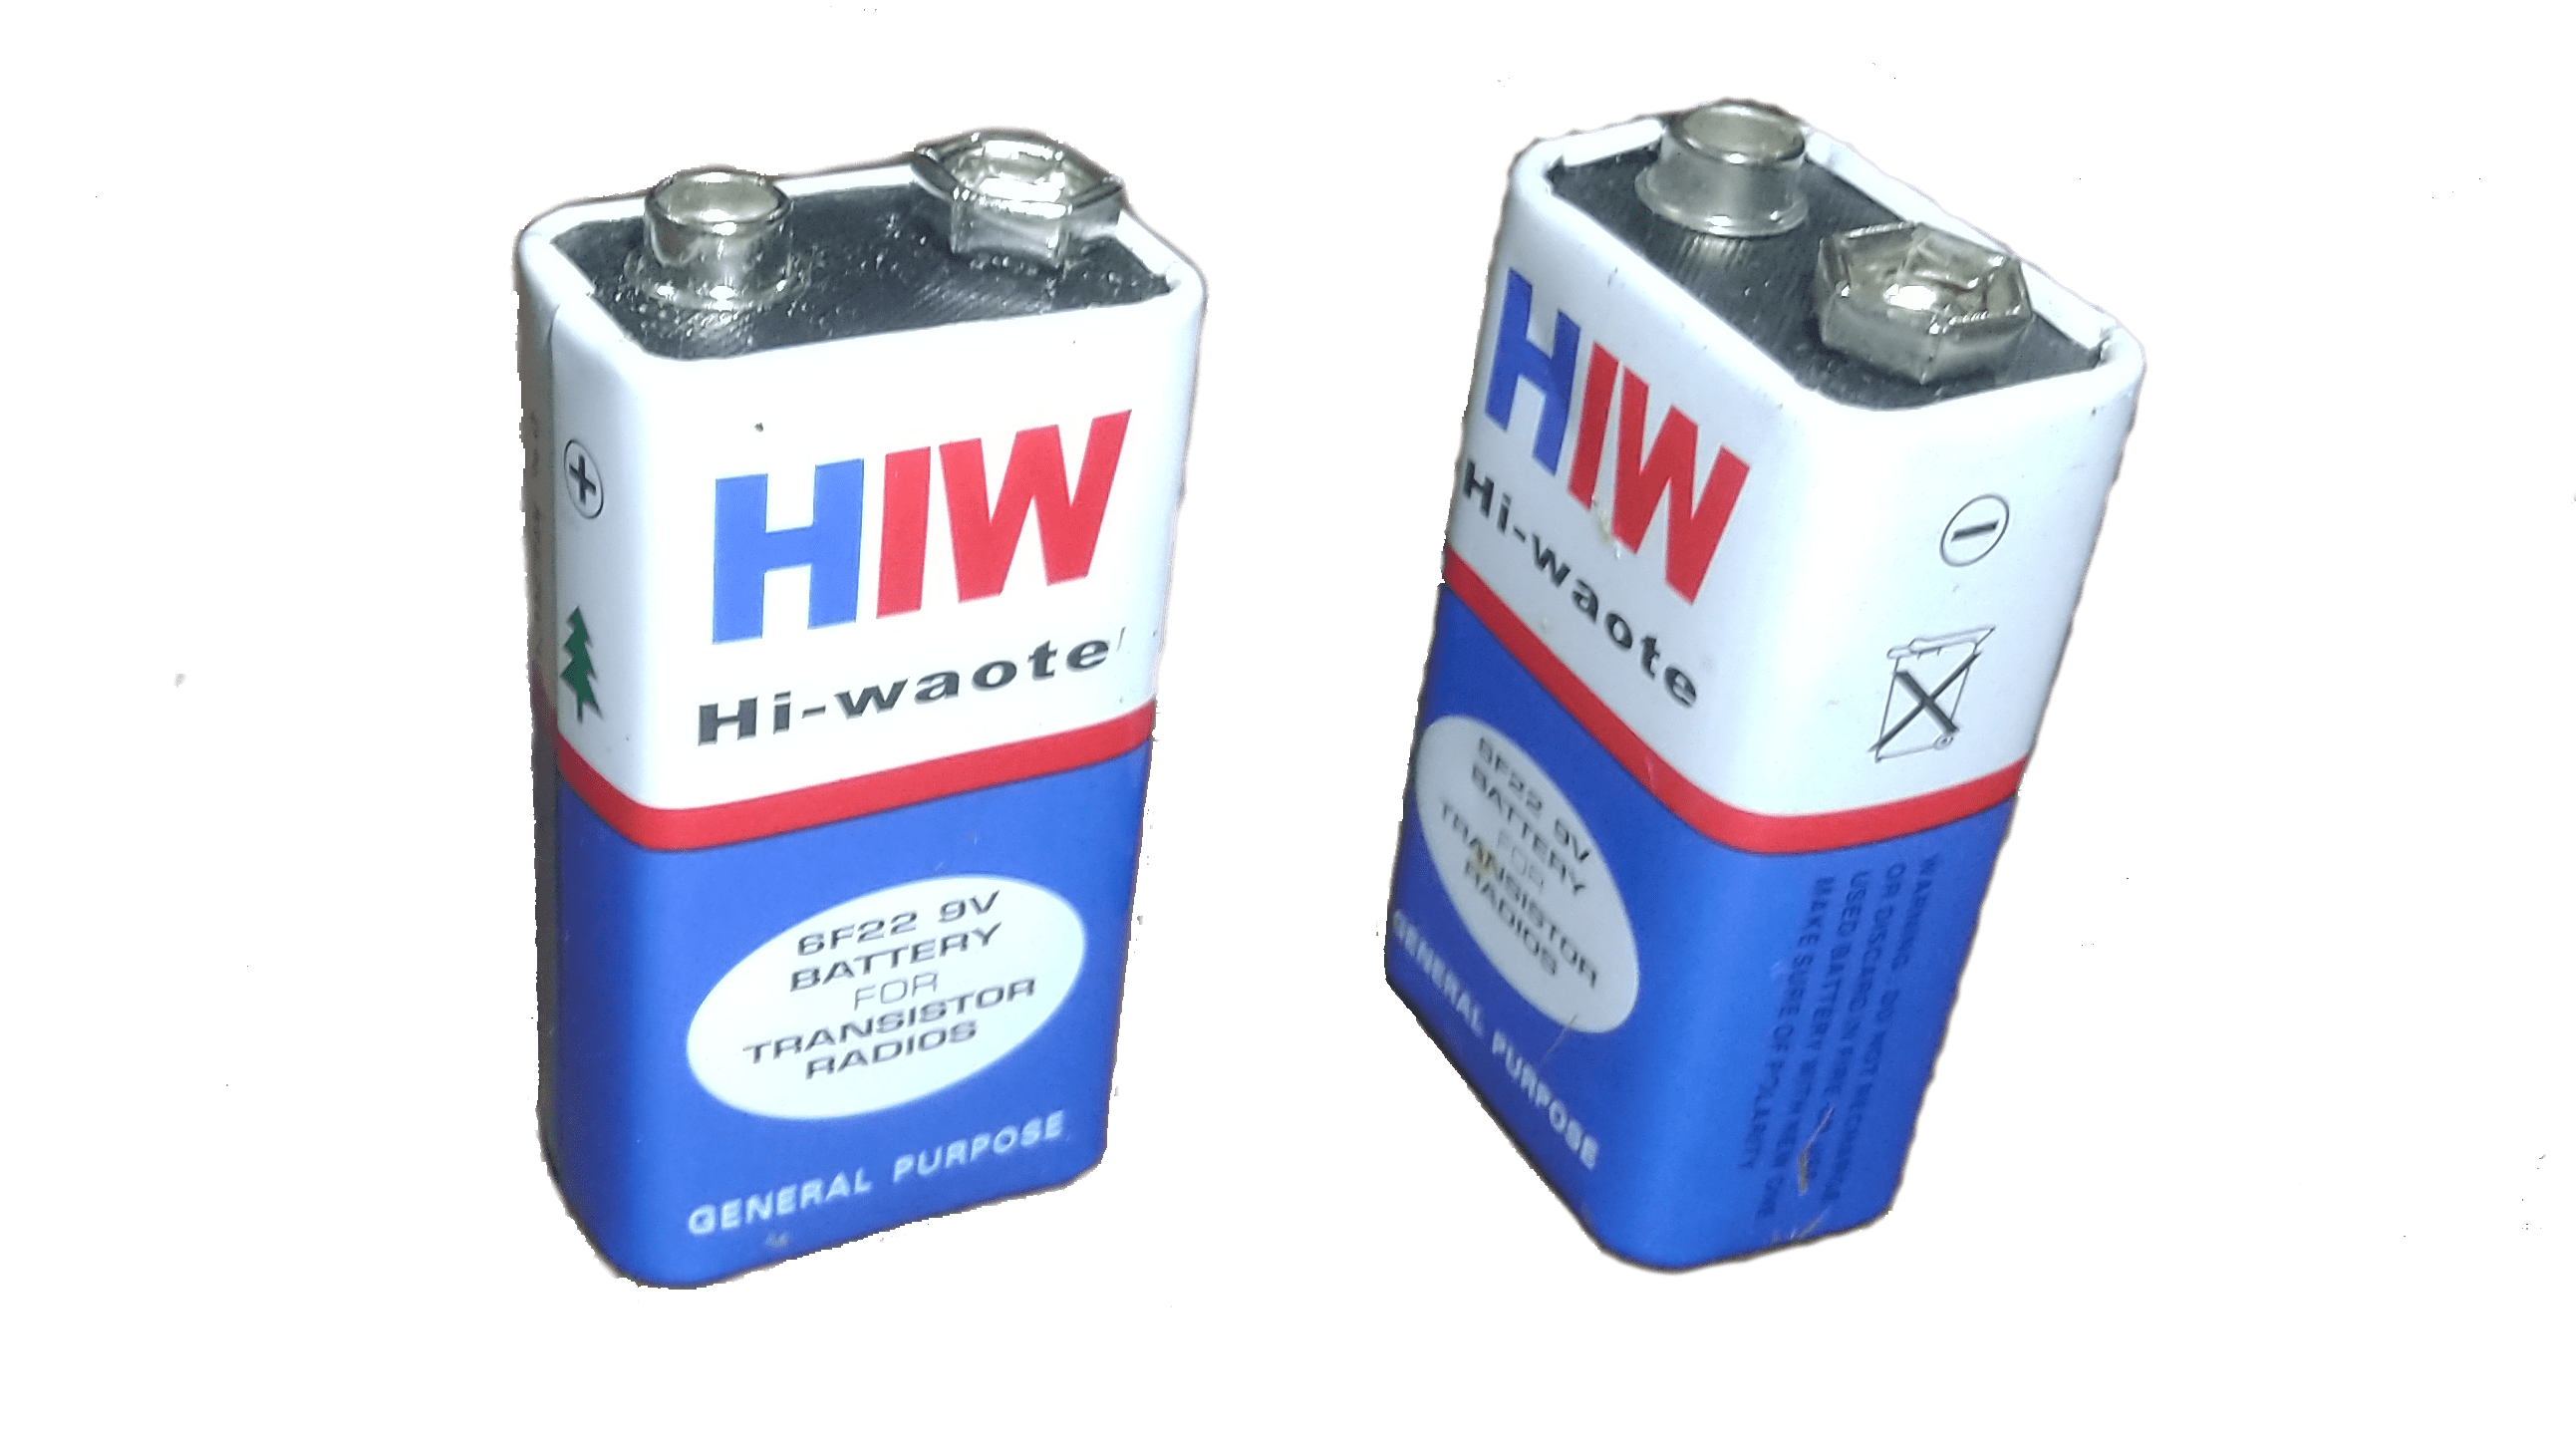 HIW
Hi-waote
6F22 9V
BATTERY
FOR
TRANSISTOR
RADIOS
GENERAL PURPOSE
HIW
Hi-waote
6F22 9V
BATTERY
FOR
TRANSISTOR
RADIOS
GENERAL PURPOSE
WARNING: DO NOT RECHARGE
OR DISCARD IN FIRE
USED BATTERY WITH NEW ONE
MAKE SURE OF POLARITY